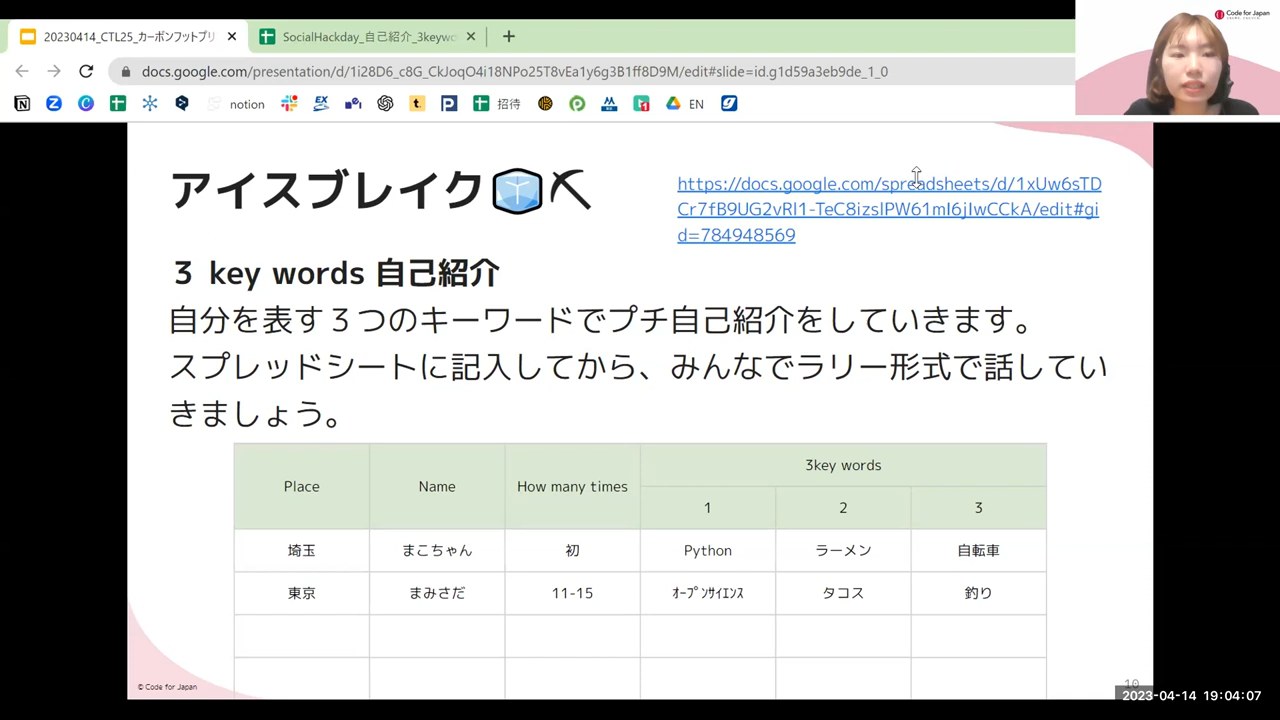 20230414_CTL25_カーボンフットプリ
SocialHackday_自己紹介_3keywo
Code for Japan
docs.google.com/presentation/d/1i28D6_c8G_CkJoqO4i18NPo25T8vEa1y6g3B1ff8D9M/edit#slide=id.g1d59a3eb9de_1_0
notion
EX
招待
EN
アイスブレイク
https://docs.google.com/spreadsheets/d/1xUw6sTD
Cr7fB9UG2vRl1-TeC8izsIPW61mI6jIwCCkA/edit#gi
d=784948569
３ key words 自己紹介
自分を表す３つのキーワードでプチ自己紹介をしていきます。
スプレッドシートに記入してから、みんなでラリー形式で話してい
きましょう。
Place Name How many times 3key words
1 2 3
埼玉 まこちゃん 初 Python ラーメン 自転車
東京 まみさだ 11-15 ｵｰﾌﾟﾝｻｲｴﾝｽ タコス 釣り
© Code for Japan
10
2023-04-14 19:04:07